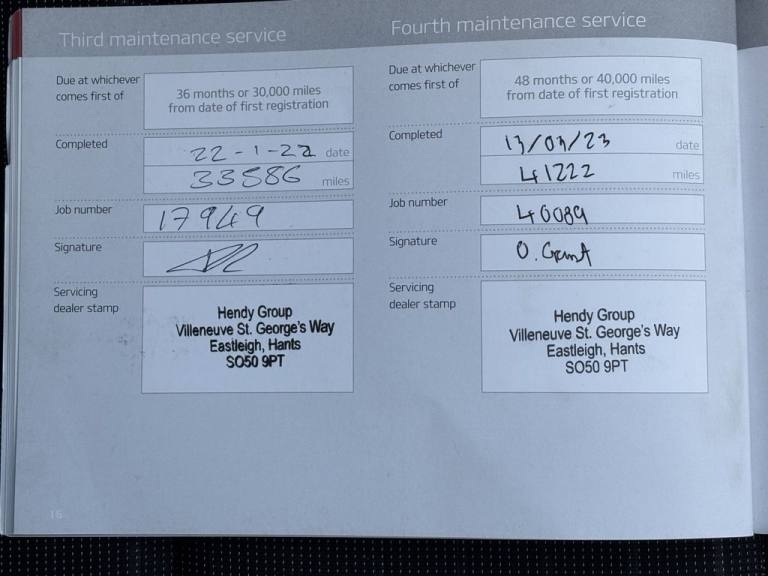 Third maintenance service
Due at whichever
comes first of
36 months or 30,000 miles
from date of first registration
Completed
22-1-22 date
33586 miles
Job number
17949
Signature
Servicing
dealer stamp
Hendy Group
Villeneuve St. George's Way
Eastleigh, Hants
SO50 9PT
16
Fourth maintenance service
Due at whichever
comes first of
48 months or 40,000 miles
from date of first registration
Completed
13/03/23 date
41222 miles
Job number
40089
Signature
O. Grant
Servicing
dealer stamp
Hendy Group
Villeneuve St. George's Way
Eastleigh, Hants
SO50 9PT